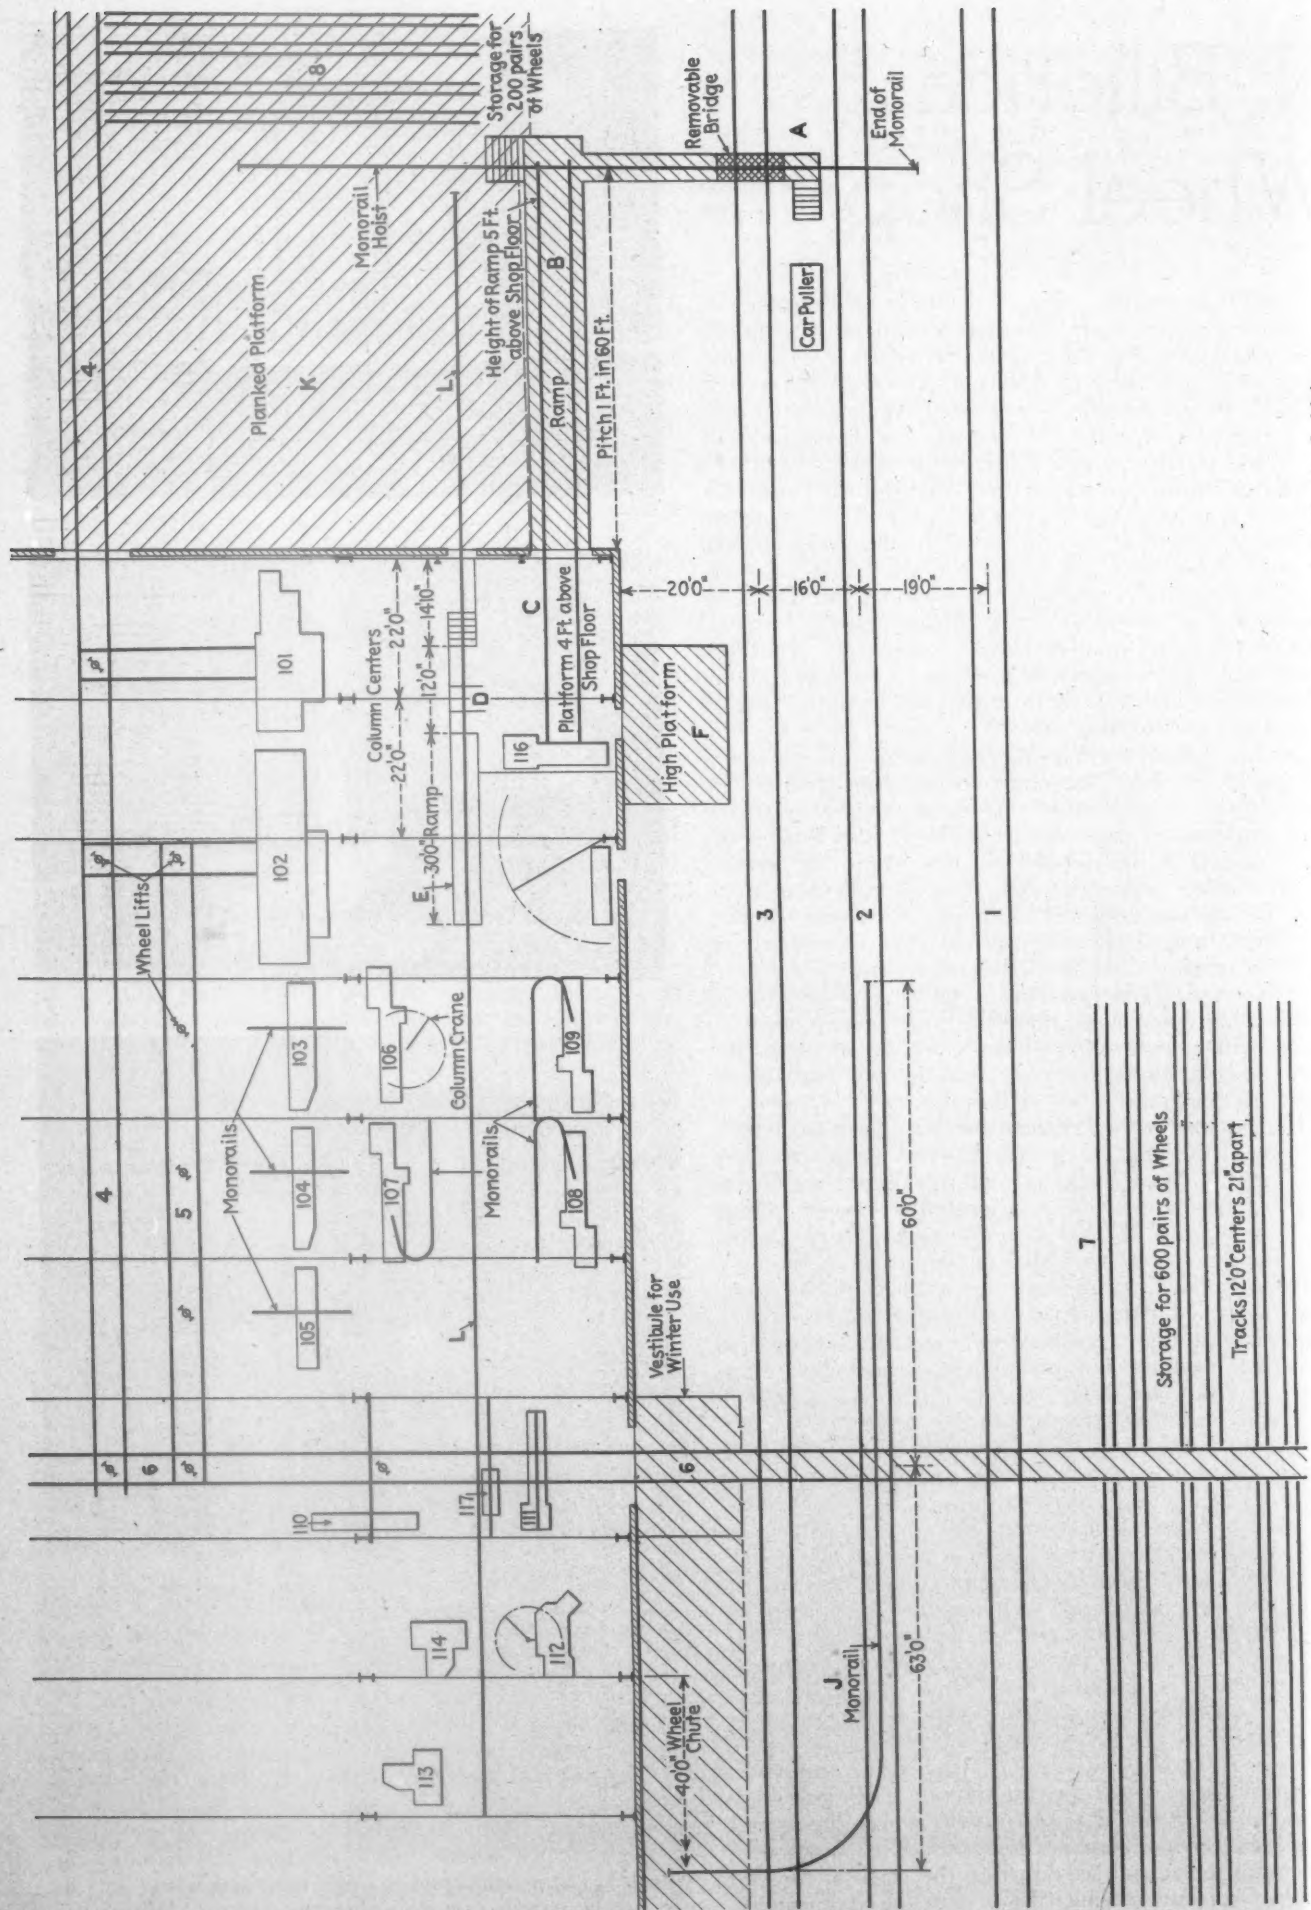 4
8
Storage for
200 pairs
of Wheels
Monorail
Hoist
Planked Platform
K
L
Height of Ramp 5 Ft.
above Shop Floor
B
Ramp
Pitch 1 Ft. in 60 Ft.
Removable
Bridge
A
End of
Monorail
Car Puller
C
Platform 4 Ft. above
Shop Floor
22'0"
14'10"
Column Centers
12'0"
22'0"
D
30'0" Ramp
E
101
102
116
High Platform
F
20'0"
16'0"
19'0"
3
2
1
Wheel Lifts
103
106
109
Column Crane
Monorails
104
107
Monorails
108
4
5
105
L
60'0"
7
Storage for 600 pairs of Wheels
Tracks 12'0" Centers 21" apart
Vestibule for
Winter Use
6
6
110
117
111
114
112
113
40'0" Wheel
Chute
J
Monorail
63'0"